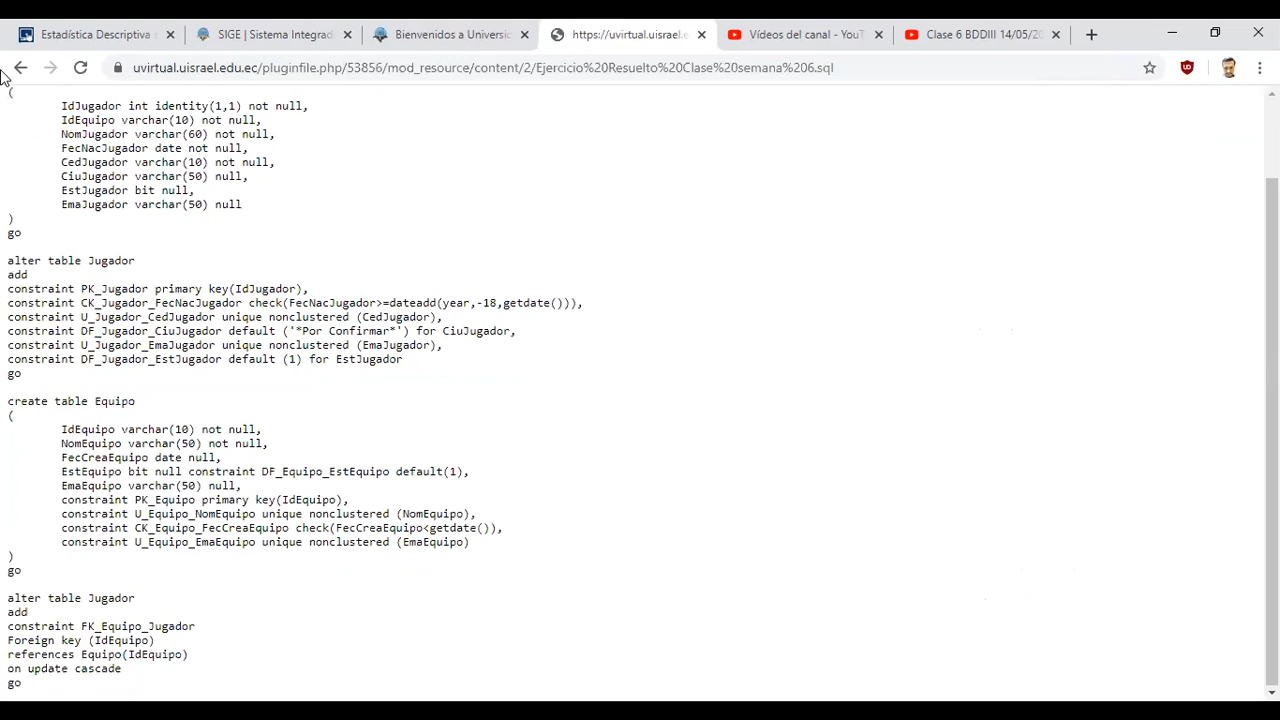 Estadística Descriptiva
SIGE | Sistema Integrad
Bienvenidos a Universi
https://uvirtual.uisrael.e
Vídeos del canal - YouT
Clase 6 BDDIII 14/05/20
uvirtual.uisrael.edu.ec/pluginfile.php/53856/mod_resource/content/2/Ejercicio%20Resuelto%20Clase%20semana%206.sql
(
IdJugador int identity(1,1) not null,
IdEquipo varchar(10) not null,
NomJugador varchar(60) not null,
FecNacJugador date not null,
CedJugador varchar(10) not null,
CiuJugador varchar(50) null,
EstJugador bit null,
EmaJugador varchar(50) null
)
go
alter table Jugador
add
constraint PK_Jugador primary key(IdJugador),
constraint CK_Jugador_FecNacJugador check(FecNacJugador>=dateadd(year,-18,getdate())),
constraint U_Jugador_CedJugador unique nonclustered (CedJugador),
constraint DF_Jugador_CiuJugador default ('*Por Confirmar*') for CiuJugador,
constraint U_Jugador_EmaJugador unique nonclustered (EmaJugador),
constraint DF_Jugador_EstJugador default (1) for EstJugador
go
create table Equipo
(
IdEquipo varchar(10) not null,
NomEquipo varchar(50) not null,
FecCreaEquipo date null,
EstEquipo bit null constraint DF_Equipo_EstEquipo default(1),
EmaEquipo varchar(50) null,
constraint PK_Equipo primary key(IdEquipo),
constraint U_Equipo_NomEquipo unique nonclustered (NomEquipo),
constraint CK_Equipo_FecCreaEquipo check(FecCreaEquipo<getdate()),
constraint U_Equipo_EmaEquipo unique nonclustered (EmaEquipo)
)
go
alter table Jugador
add
constraint FK_Equipo_Jugador
Foreign key (IdEquipo)
references Equipo(IdEquipo)
on update cascade
go